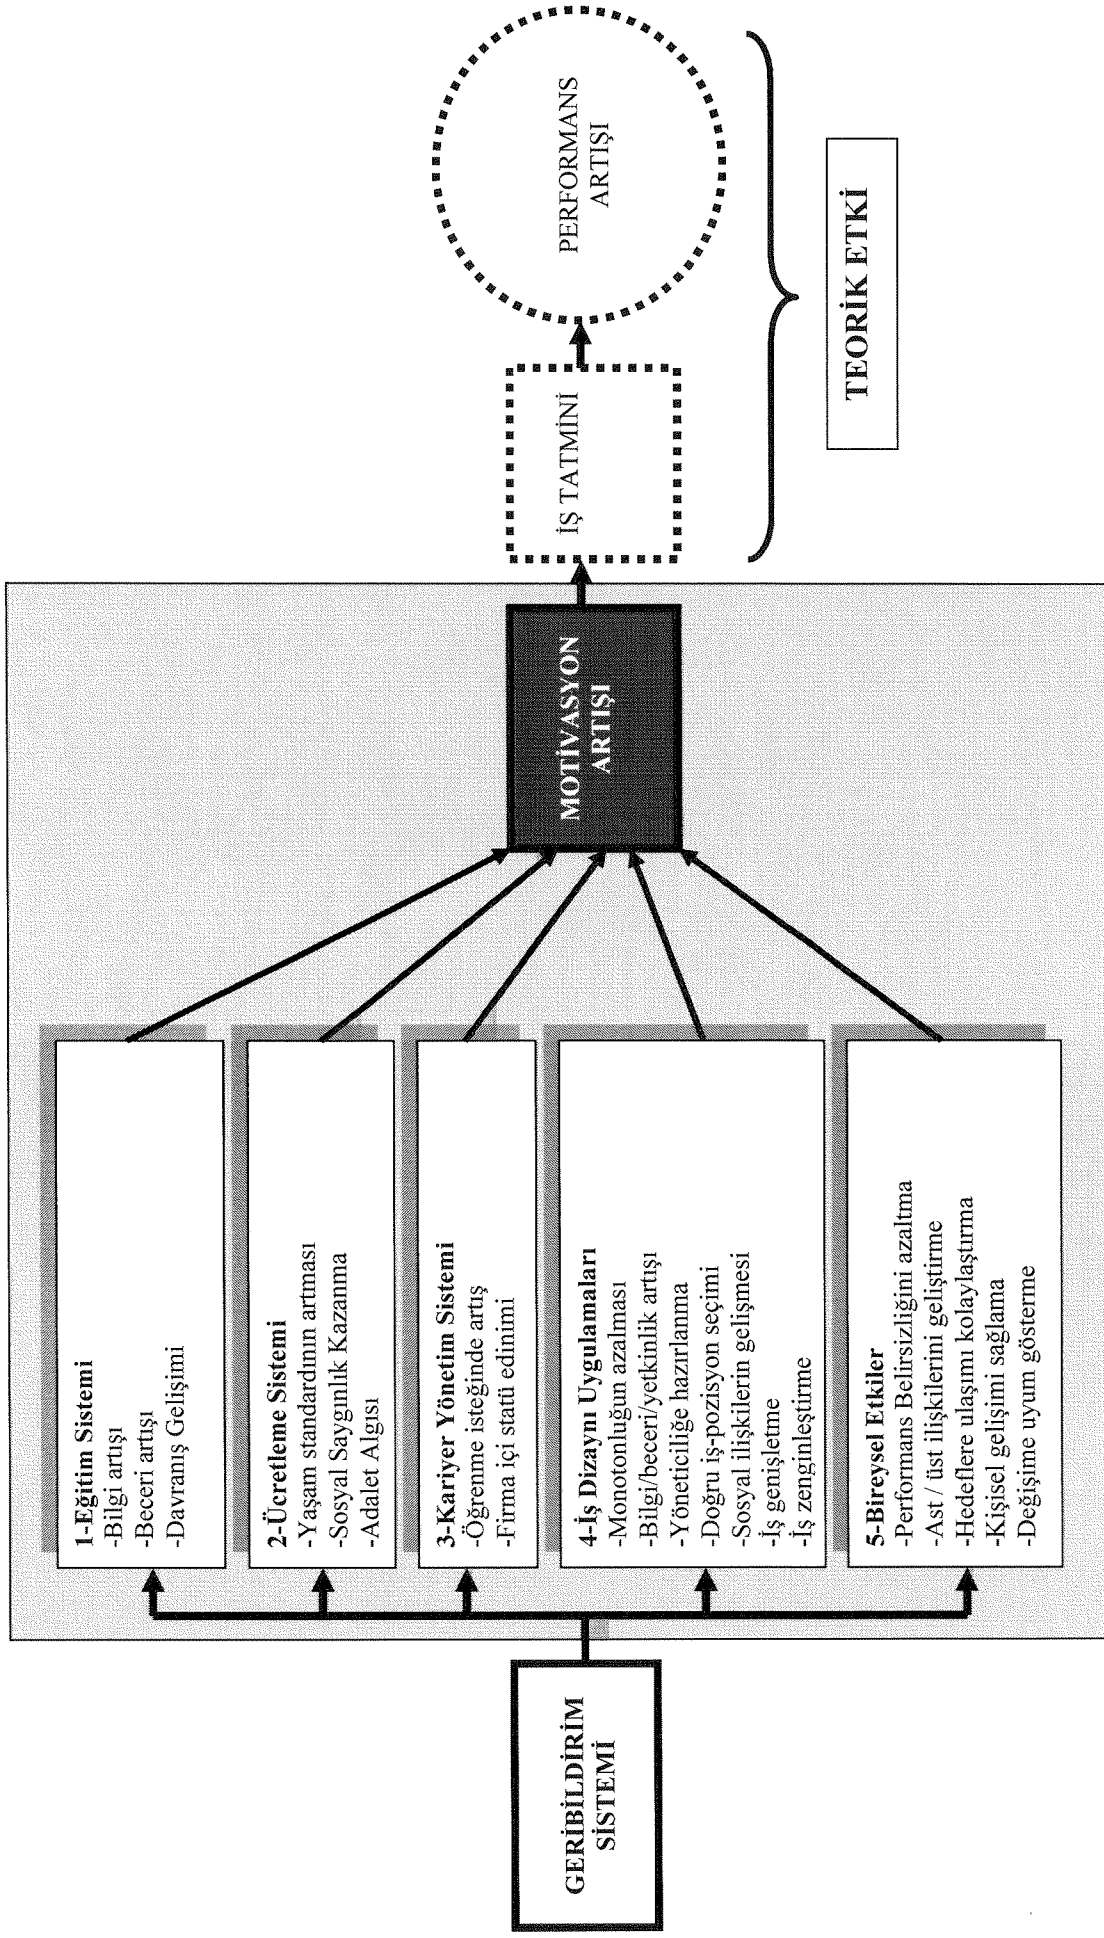 GERİBİLDİRİM
SİSTEMİ
1-Eğitim Sistemi
-Bilgi artışı
-Beceri artışı
-Davranış Gelişimi
2-Ücretleme Sistemi
-Yaşam standardının artması
-Sosyal Saygınlık Kazanma
-Adalet Algısı
3-Kariyer Yönetim Sistemi
-Öğrenme isteğinde artış
-Firma içi statü edinimi
4-İş Dizaynı Uygulamaları
-Monotonluğun azalması
-Bilgi/beceri/yetkinlik artışı
-Yöneticiliğe hazırlanma
-Doğru iş-pozisyon seçimi
-Sosyal ilişkilerin gelişmesi
-İş genişletme
-İş zenginleştirme
5-Bireysel Etkiler
-Performans Belirsizliğini azaltma
-Ast / üst ilişkilerini geliştirme
-Hedeflere ulaşımı kolaylaştırma
-Kişisel gelişimi sağlama
-Değişime uyum gösterme
MOTİVASYON
ARTIŞI
İŞ TATMİNİ
PERFORMANS
ARTIŞI
TEORİK ETKİ